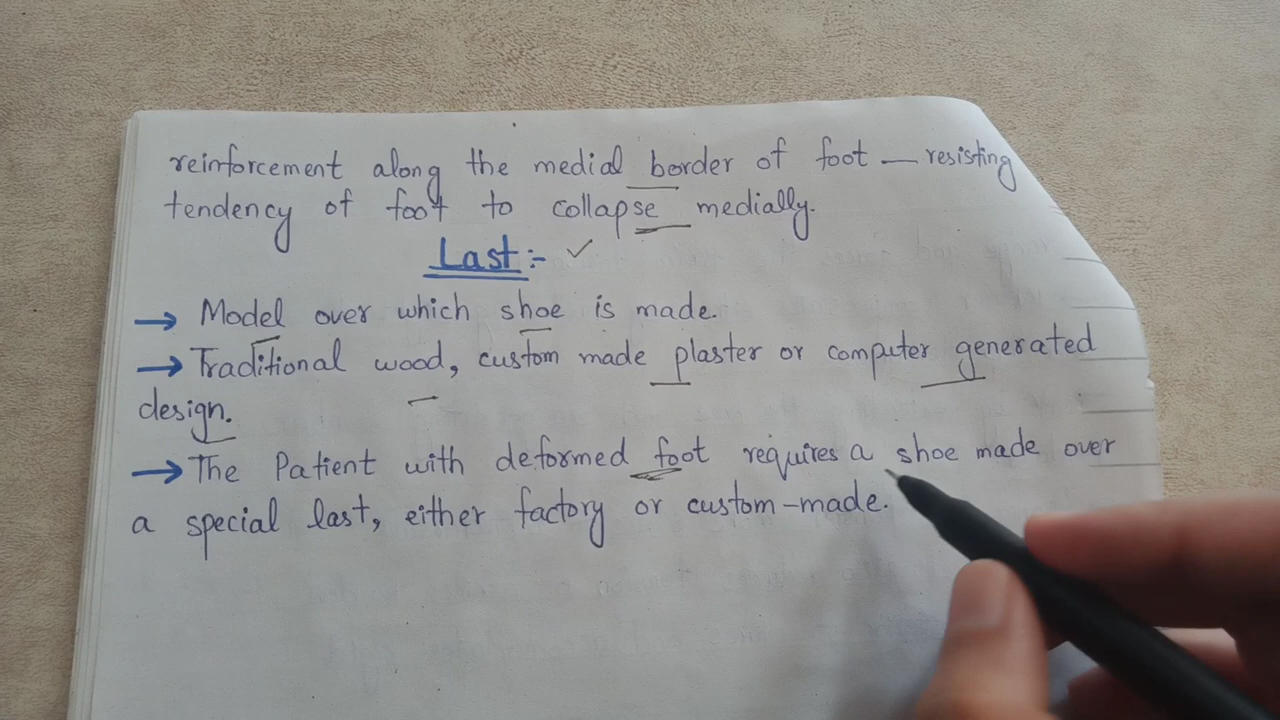 reinforcement along the medial border of foot — resisting
tendency of foot to collapse medially.
Last:- ✓
→ Model over which shoe is made.
→ Traditional wood, custom made plaster or computer generated
design.
→ The Patient with deformed foot requires a shoe made over
a special last, either factory or custom-made.